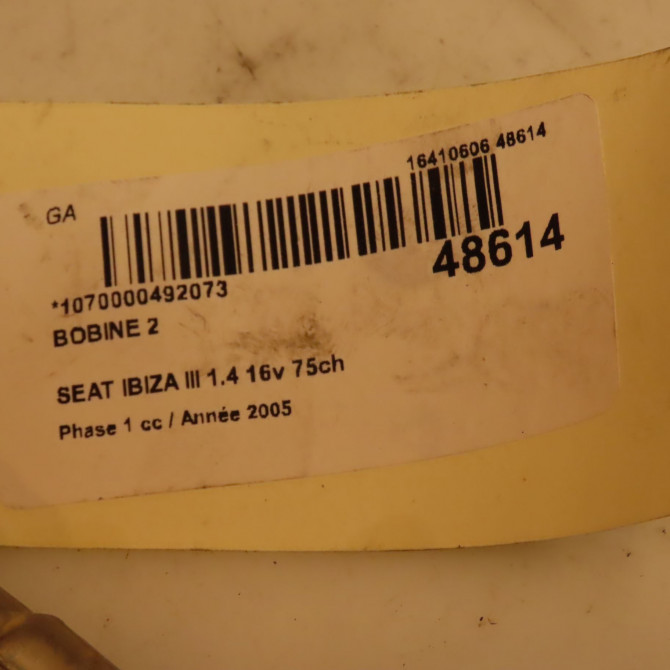 16410606 48614
GA
48614
*1070000492073
BOBINE 2
SEAT IBIZA III 1.4 16v 75ch
Phase 1 cc / Année 2005